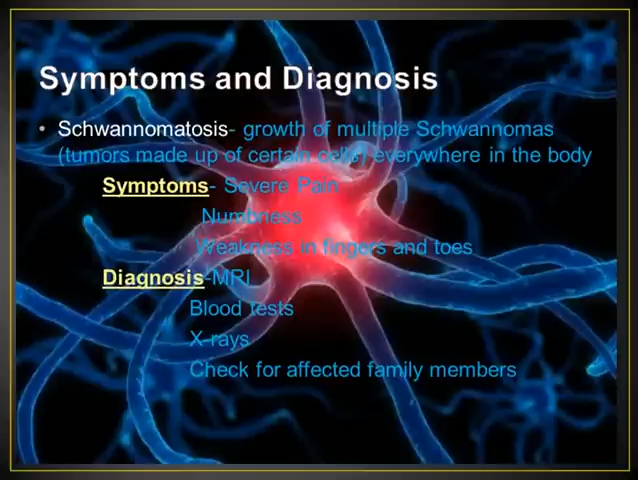 Symptoms and Diagnosis
• Schwannomatosis- growth of multiple Schwannomas
(tumors made up of certain cells) everywhere in the body
Symptoms- Severe Pain
Numbness
Weakness in fingers and toes
Diagnosis-MRI
Blood tests
X-rays
Check for affected family members